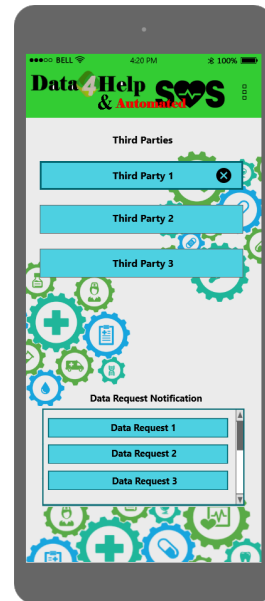 ●●●○○ BELL 4:20 PM 100%
Data4Help
& Automated SOS
Third Parties
Third Party 1
Third Party 2
Third Party 3
Data Request Notification
Data Request 1
Data Request 2
Data Request 3